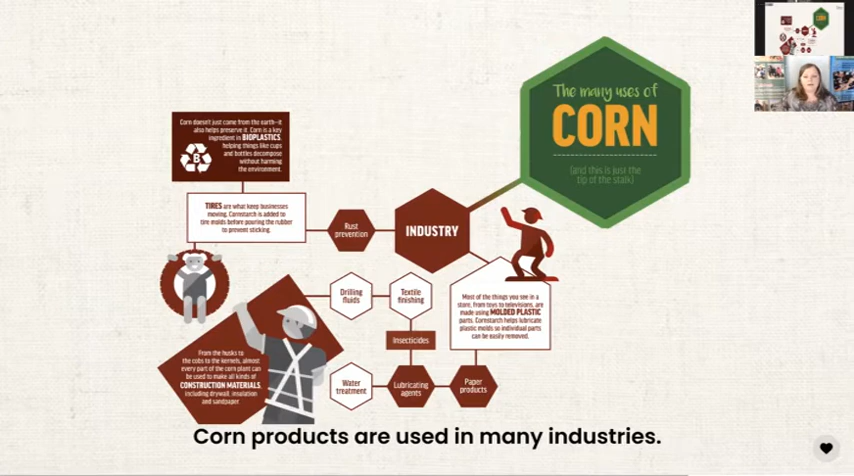 The many uses of
CORN
(and this is just the
tip of the stalk)
Corn doesn't just come from the earth–it
also helps preserve it. Corn is a key
ingredient in BIOPLASTICS,
helping things like cups
and bottles decompose
without harming
the environment.
B
TIRES are what keep businesses
moving. Cornstarch is added to
tire molds before pouring the rubber
to prevent sticking.
Rust
prevention
INDUSTRY
Drilling
fluids
Textile
finishing
Most of the things you see in a
store, from toys to televisions, are
made using MOLDED PLASTIC
parts. Cornstarch helps lubricate
plastic molds so individual parts
can be easily removed.
Insecticides
From the husks to
the cobs to the kernels, almost
every part of the corn plant can
be used to make all kinds of
CONSTRUCTION MATERIALS,
including drywall, insulation
and sandpaper
Water
treatment
Lubricating
agents
Paper
products
Corn products are used in many industries.